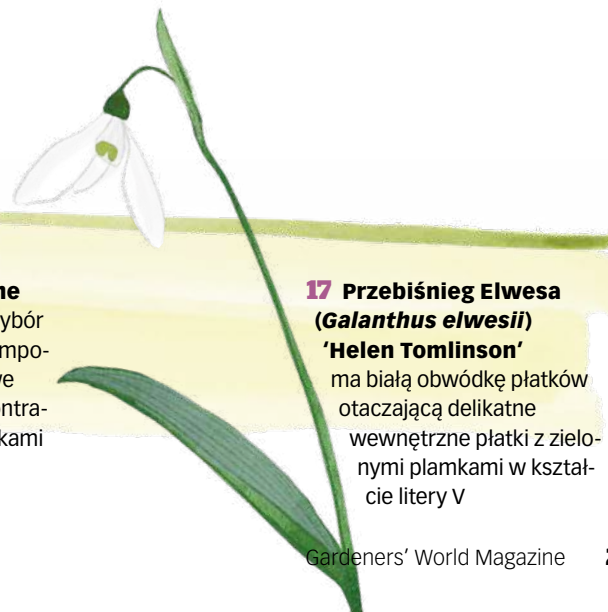 17 Przebiśnieg Elwesa
(Galanthus elwesii)
'Helen Tomlinson'
ma białą obwódkę płatków
otaczającą delikatne
wewnętrzne płatki z zielo-
nymi plamkami w kształ-
cie litery V
Gardeners' World Magazine